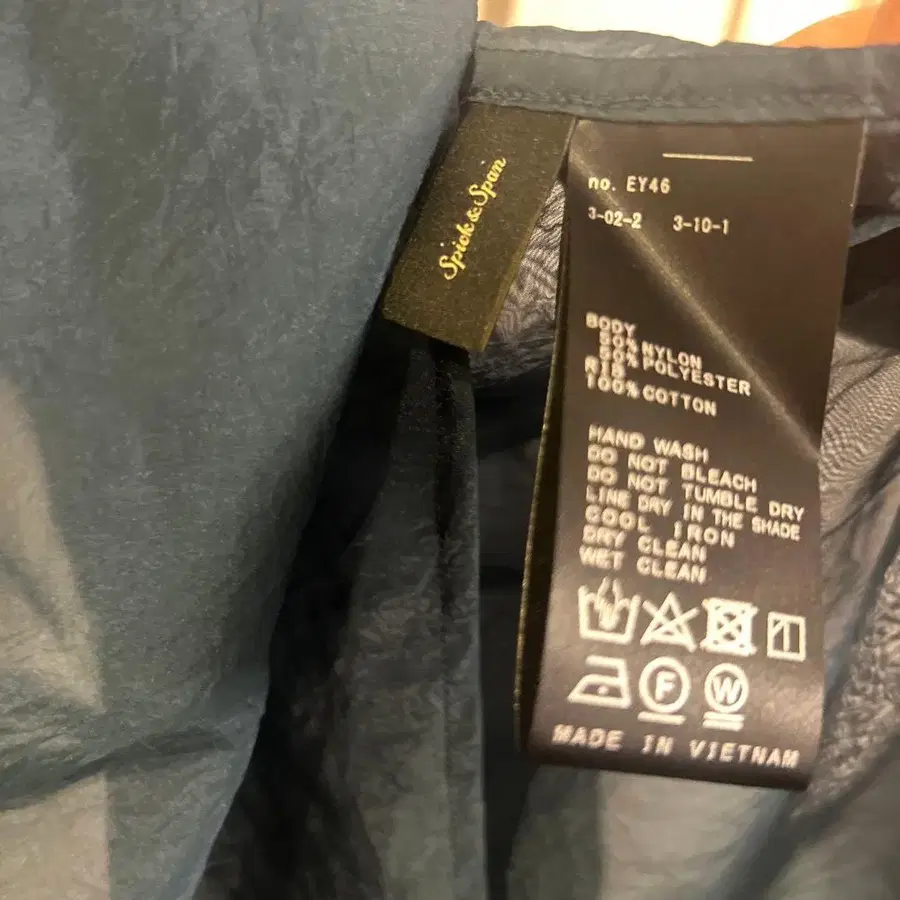 Spick & Span
no. EY46
3-02-2 3-10-1
BODY
50% NYLON
50% POLYESTER
RIB
100% COTTON
HAND WASH
DO NOT BLEACH
DO NOT TUMBLE DRY
LINE DRY IN THE SHADE
COOL IRON
DRY CLEAN
WET CLEAN
F W
MADE IN VIETNAM